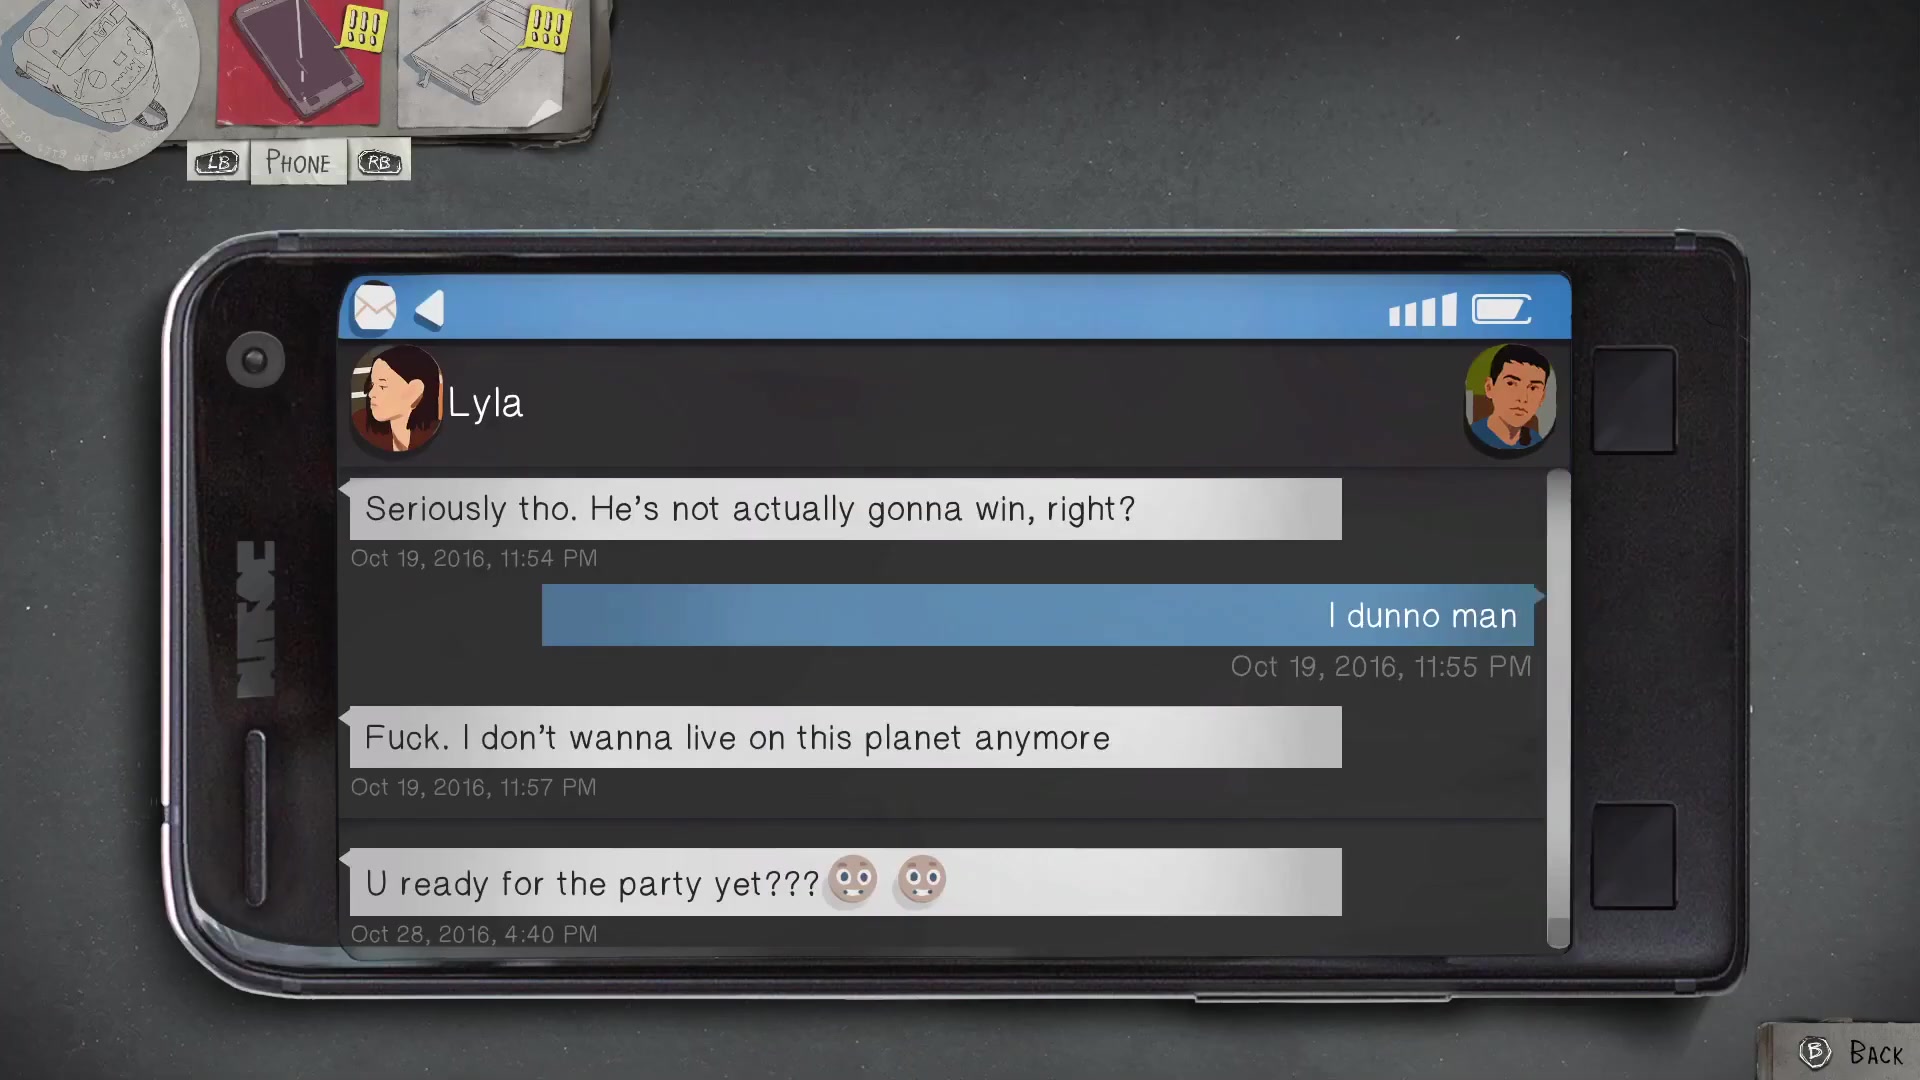 LB PHONE RB
Lyla
Seriously tho. He's not actually gonna win, right?
Oct 19, 2016, 11:54 PM
I dunno man
Oct 19, 2016, 11:55 PM
Fuck. I don't wanna live on this planet anymore
Oct 19, 2016, 11:57 PM
U ready for the party yet???
Oct 28, 2016, 4:40 PM
B BACK